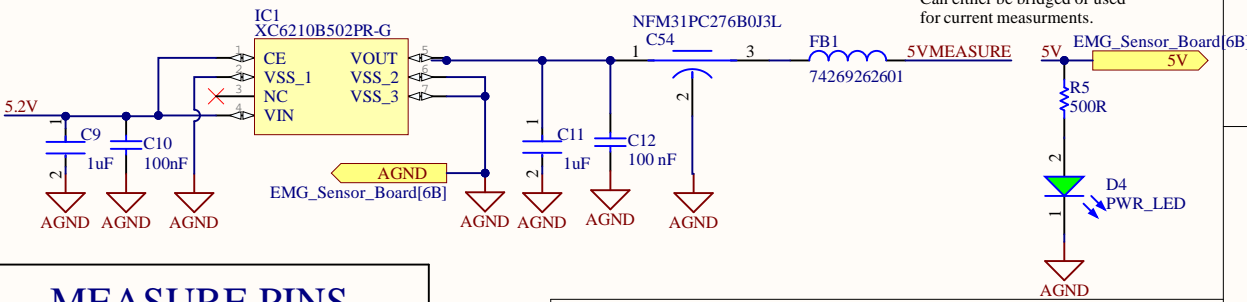 Can either be bridged or used
for current measurments.
IC1
XC6210B502PR-G
1
CE
2
VSS_1
3
NC
4
VIN
VOUT
5
VSS_2
6
VSS_3
7
5.2V
1
C9
1uF
2
C10
100nF
AGND
AGND
AGND
AGND
EMG_Sensor_Board[6B]
AGND
1
C11
1uF
2
AGND
C12
100 nF
AGND
NFM31PC276B0J3L
C54
1
3
2
AGND
FB1
74269262601
5VMEASURE
5V
EMG_Sensor_Board[6B]
5V
R5
500R
2
D4
PWR_LED
1
AGND
MEASURE PINS